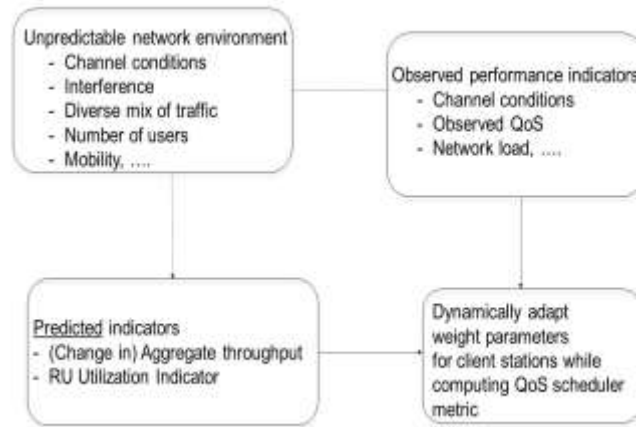 Unpredictable network environment
- Channel conditions
- Interference
- Diverse mix of traffic
- Number of users
- Mobility, ....
Observed performance indicators
- Channel conditions
- Observed QoS
- Network load, ....
Predicted indicators
- (Change in) Aggregate throughput
- RU Utilization Indicator
Dynamically adapt
weight parameters
for client stations while
computing QoS scheduler
metric